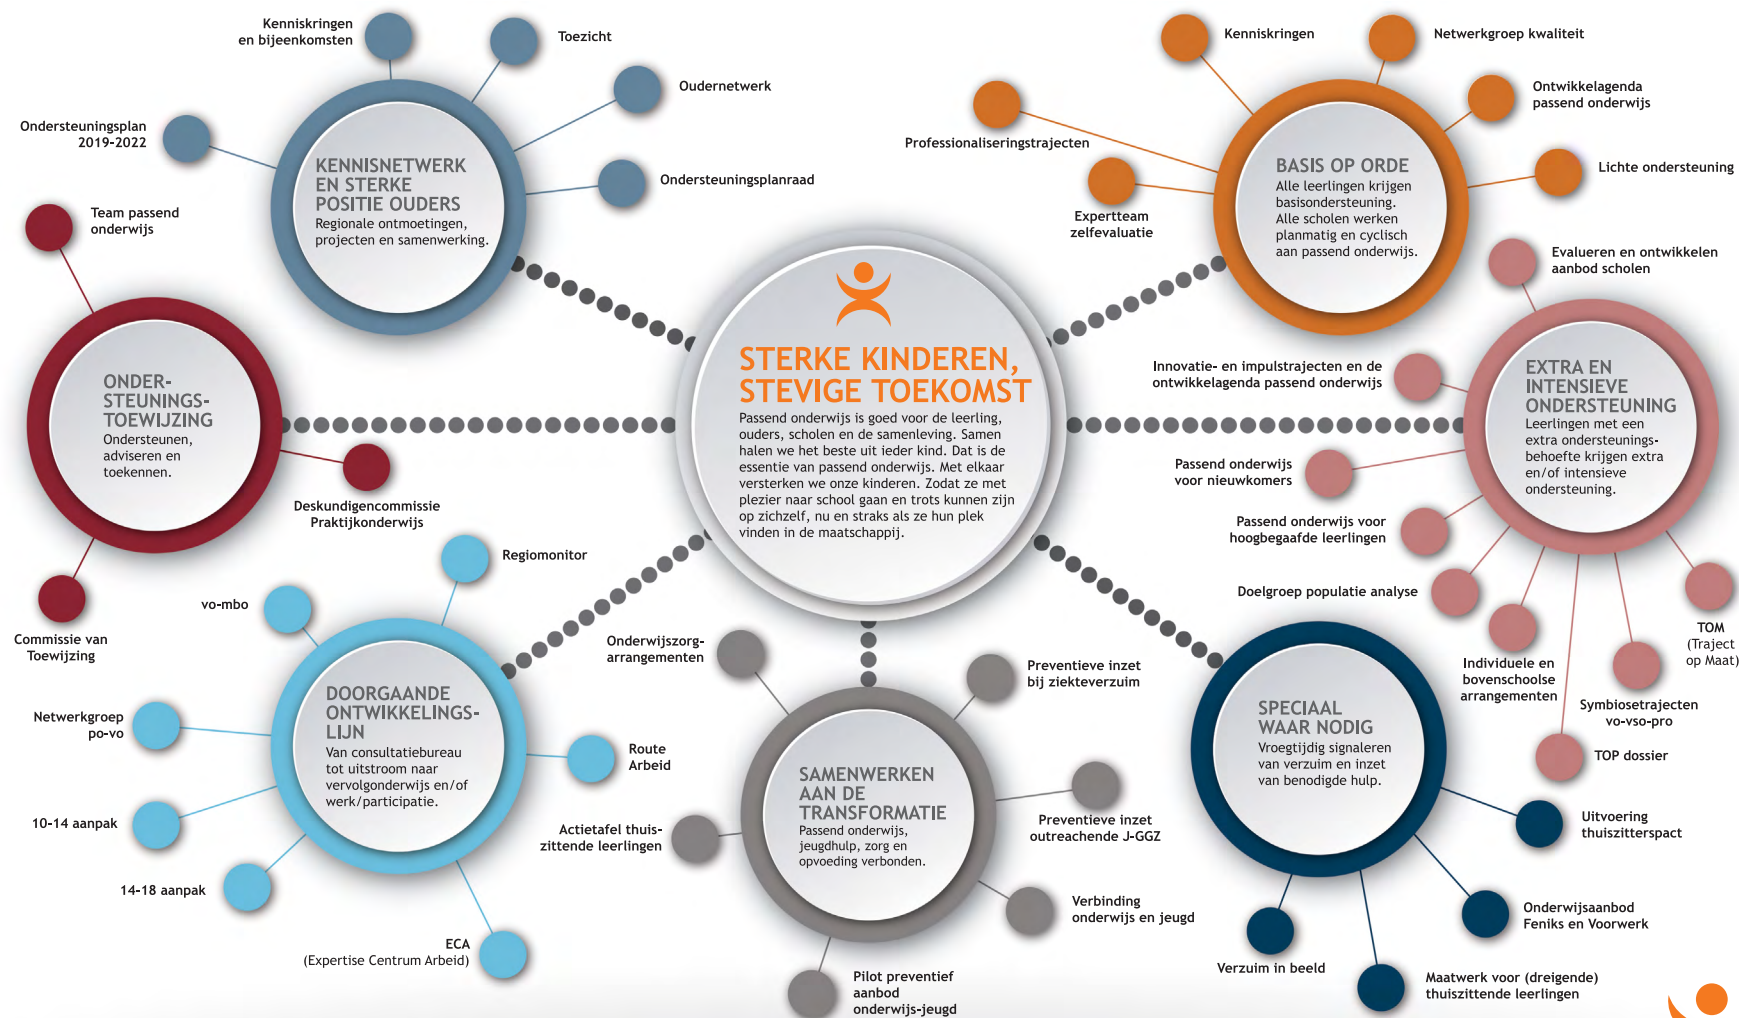 Kenniskringen
en bijeenkomsten
Toezicht
Oudernetwerk
Ondersteuningsplan
2019-2022
Ondersteuningsplanraad
KENNISNETWERK
EN STERKE
POSITIE OUDERS
Regionale ontmoetingen,
projecten en samenwerking.
Kenniskringen
Netwerkgroep kwaliteit
Ontwikkelagenda
passend onderwijs
Professionaliseringstrajecten
Lichte ondersteuning
Expertteam
zelfevaluatie
BASIS OP ORDE
Alle leerlingen krijgen
basisondersteuning.
Alle scholen werken
planmatig en cyclisch
aan passend onderwijs.
Team passend
onderwijs
ONDER-
STEUNINGS-
TOEWIJZING
Ondersteunen,
adviseren en
toekennen.
Deskundigencommissie
Praktijkonderwijs
Commissie van
Toewijzing
STERKE KINDEREN,
STEVIGE TOEKOMST
Passend onderwijs is goed voor de leerling,
ouders, scholen en de samenleving. Samen
halen we het beste uit ieder kind. Dat is de
essentie van passend onderwijs. Met elkaar
versterken we onze kinderen. Zodat ze met
plezier naar school gaan en trots kunnen zijn
op zichzelf, nu en straks als ze hun plek
vinden in de maatschappij.
Evalueren en ontwikkelen
aanbod scholen
Innovatie- en impulstrajecten en de
ontwikkelagenda passend onderwijs
EXTRA EN
INTENSIEVE
ONDERSTEUNING
Leerlingen met een
extra ondersteunings-
behoefte krijgen extra
en/of intensieve
ondersteuning.
Passend onderwijs
voor nieuwkomers
Passend onderwijs voor
hoogbegaafde leerlingen
Doelgroep populatie analyse
Individuele en
bovenschoolse
arrangementen
TOM
(Traject
op Maat)
Symbiosetrajecten
vo-vso-pro
TOP dossier
Regiomonitor
vo-mbo
Netwerkgroep
po-vo
DOORGAANDE
ONTWIKKELINGS-
LIJN
Van consultatiebureau
tot uitstroom naar
vervolgonderwijs en/of
werk/participatie.
Route
Arbeid
10-14 aanpak
14-18 aanpak
ECA
(Expertise Centrum Arbeid)
Onderwijszorg-
arrangementen
Preventieve inzet
bij ziekteverzuim
SAMENWERKEN
AAN DE
TRANSFORMATIE
Passend onderwijs,
jeugdhulp, zorg en
opvoeding verbonden.
Actietafel thuis-
zittende leerlingen
Preventieve inzet
outreachende J-GGZ
Verbinding
onderwijs en jeugd
Pilot preventief
aanbod
onderwijs-jeugd
SPECIAAL
WAAR NODIG
Vroegtijdig signaleren
van verzuim en inzet
van benodigde hulp.
Uitvoering
thuiszitterspact
Onderwijsaanbod
Feniks en Voorwerk
Verzuim in beeld
Maatwerk voor (dreigende)
thuiszittende leerlingen